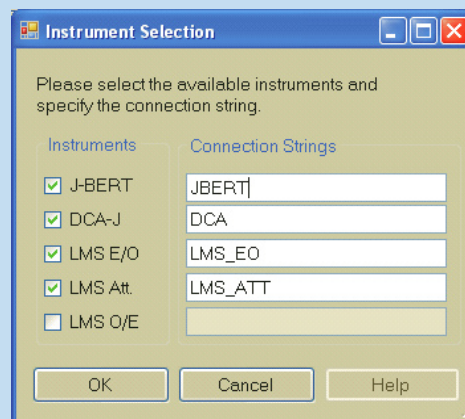 Instrument Selection
Please select the available instruments and
specify the connection string.
Instruments
Connection Strings
J-BERT
JBERT
DCA-J
DCA
LMS E/O
LMS_EO
LMS Att.
LMS_ATT
LMS O/E
OK
Cancel
Help